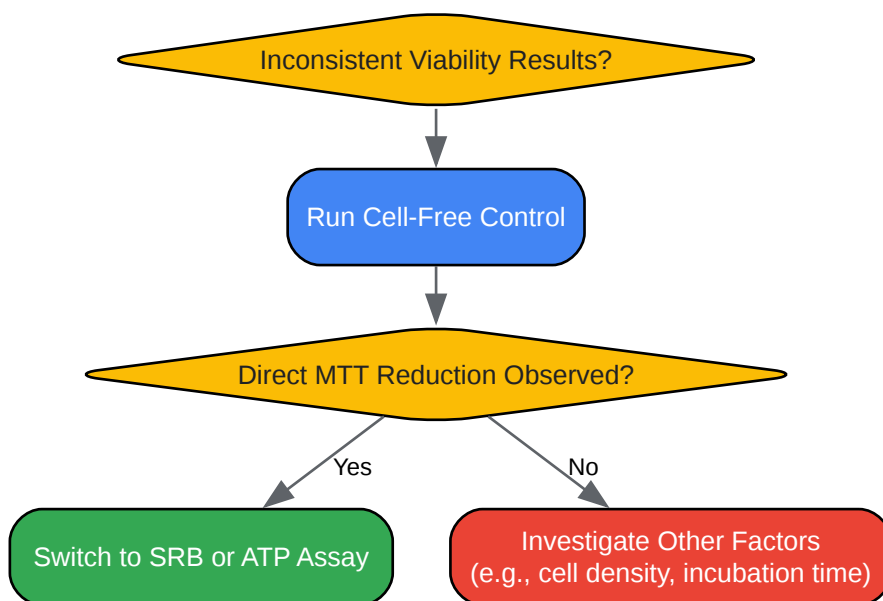 Inconsistent Viability Results?
Run Cell-Free Control
Direct MTT Reduction Observed?
Yes
No
Switch to SRB or ATP Assay
Investigate Other Factors
(e.g., cell density, incubation time)